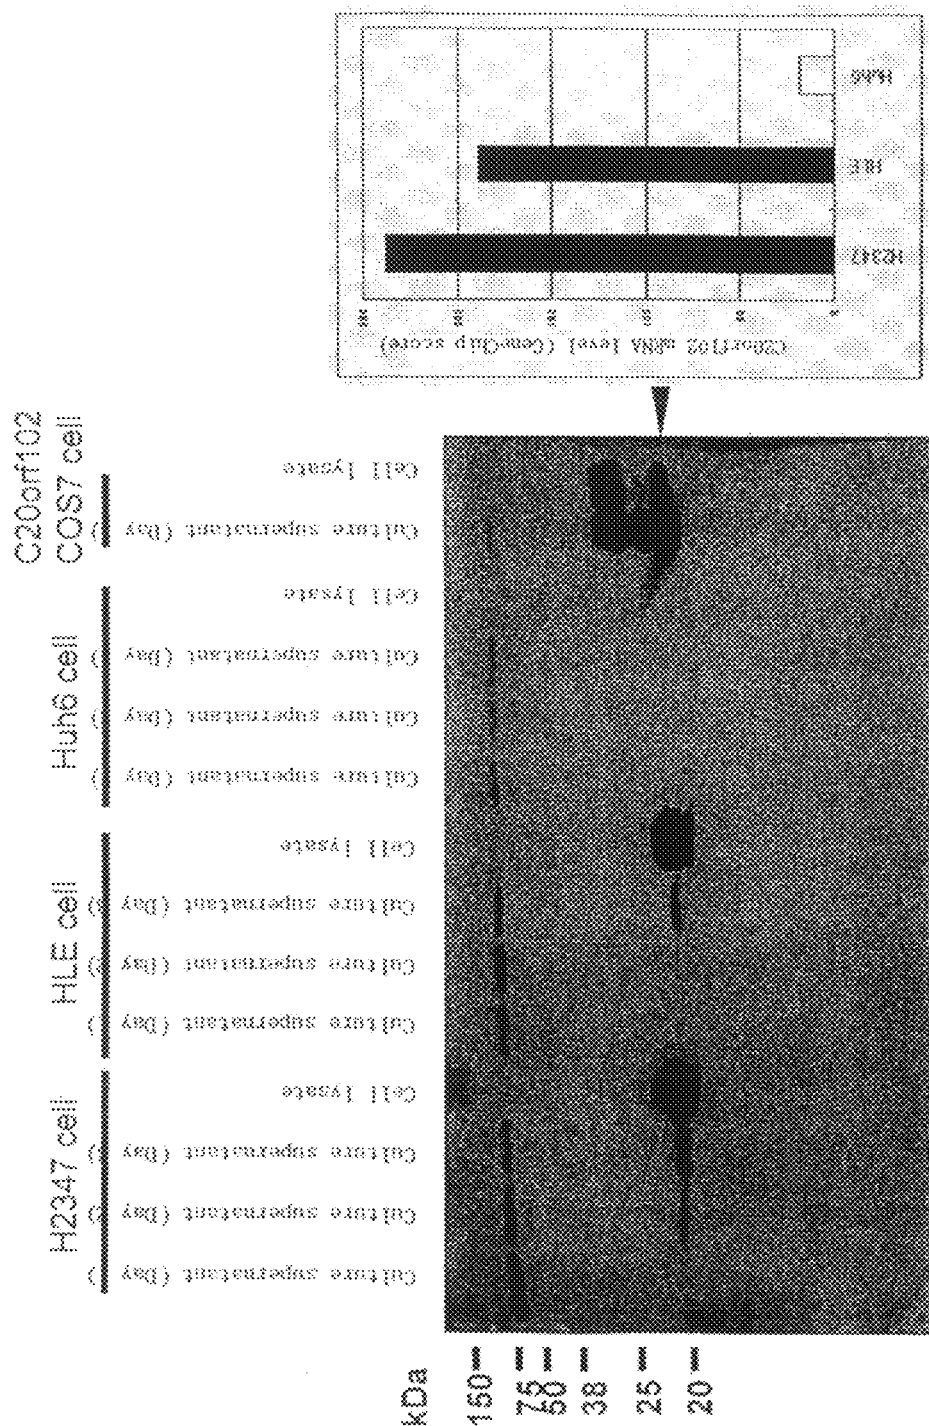 C20orf102
COS7 cell
Huh6 cell
HLE cell
H2347 cell
Culture supernatant (Day )
Culture supernatant (Day 2)
Culture supernatant (Day )
Cell lysate
Culture supernatant (Day )
Culture supernatant (Day 2)
Culture supernatant (Day )
Cell lysate
Culture supernatant (Day )
Culture supernatant (Day )
Culture supernatant (Day )
Cell lysate
Culture supernatant (Day )
Cell lysate
kDa
150
75
50
38
25
20
C20orf102 mRNA level (GeneChip score)
H2347
HLE
Huh6